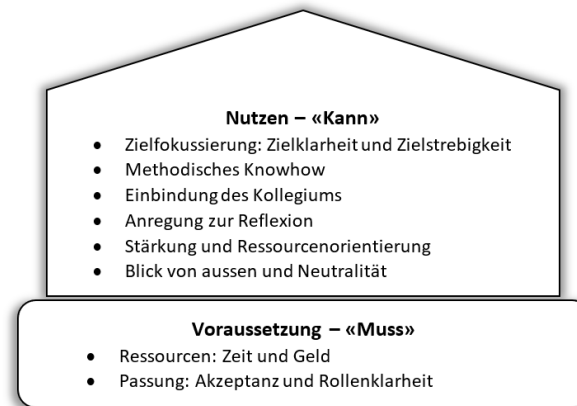 Nutzen – «Kann»
• Zielfokussierung: Zielklarheit und Zielstrebigkeit
• Methodisches Knowhow
• Einbindung des Kollegiums
• Anregung zur Reflexion
• Stärkung und Ressourcenorientierung
• Blick von aussen und Neutralität
Voraussetzung – «Muss»
• Ressourcen: Zeit und Geld
• Passung: Akzeptanz und Rollenklarheit